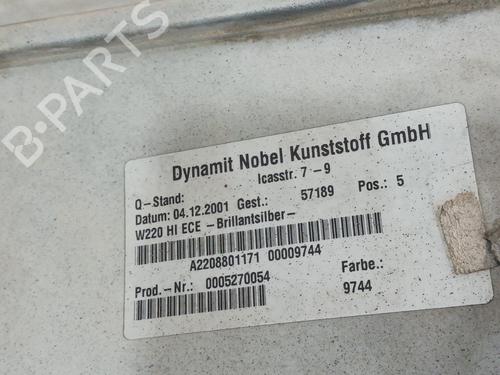 B-PARTS
Dynamit Nobel Kunststoff GmbH
Icasstr. 7-9
Q-Stand:
Datum: 04.12.2001 Gest.: 57189 Pos.: 5
W220 HI ECE -Brillantsilber-
A2208801171 00009744
Prod.-Nr.: 0005270054 Farbe.:
9744